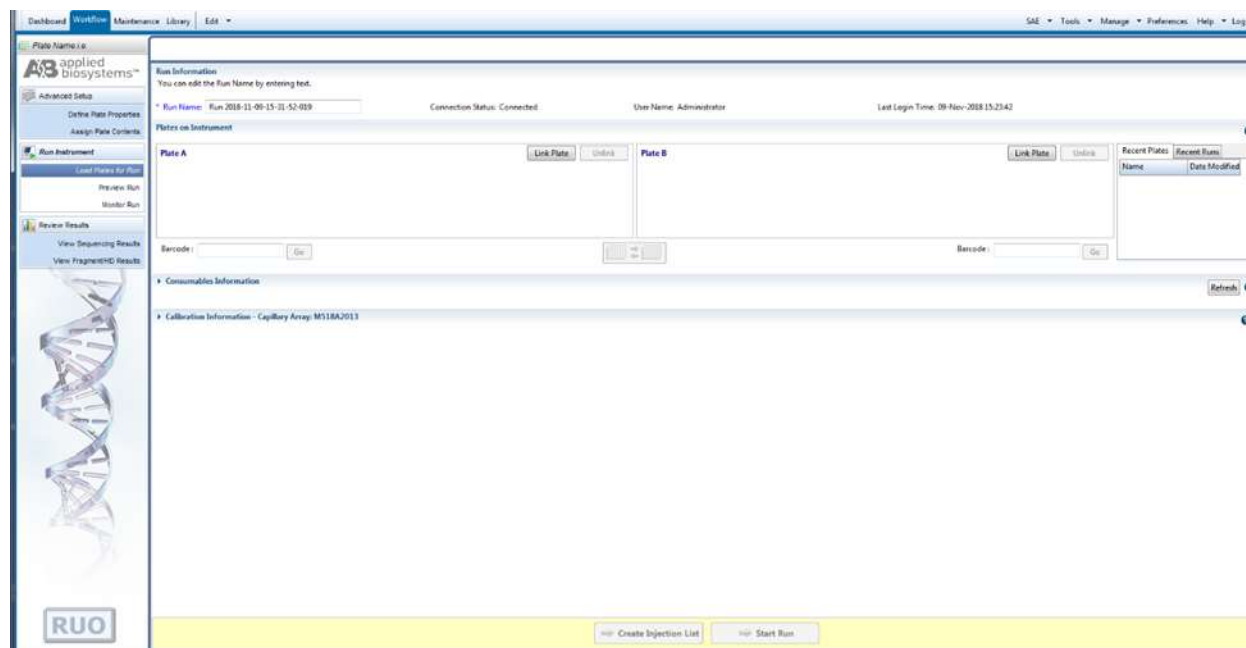 Dashboard Workflow Maintenance Library Edit SAE Tools Manage Preferences Help Log
Plate Name:i.e.
AB applied biosystems™
Advanced Setup
Define Plate Properties
Assign Plate Contents
Run Instrument
Load Plates for Run
Preview Run
Monitor Run
Review Results
View Sequencing Results
View Fragment/HID Results
RUO
Run Information
You can edit the Run Name by entering text.
* Run Name: Run 2018-11-09-15-31-52-019 Connection Status: Connected User Name: Administrator Last Login Time: 09-Nov-2018 15:23:42
Plates on Instrument
Plate A Link Plate Unlink Plate B Link Plate Unlink Recent Plates Recent Runs
Name Date Modified
Barcode: Go Barcode: Go
Consumables Information Refresh
Calibration Information - Capillary Array: M518A2013
Create Injection List Start Run